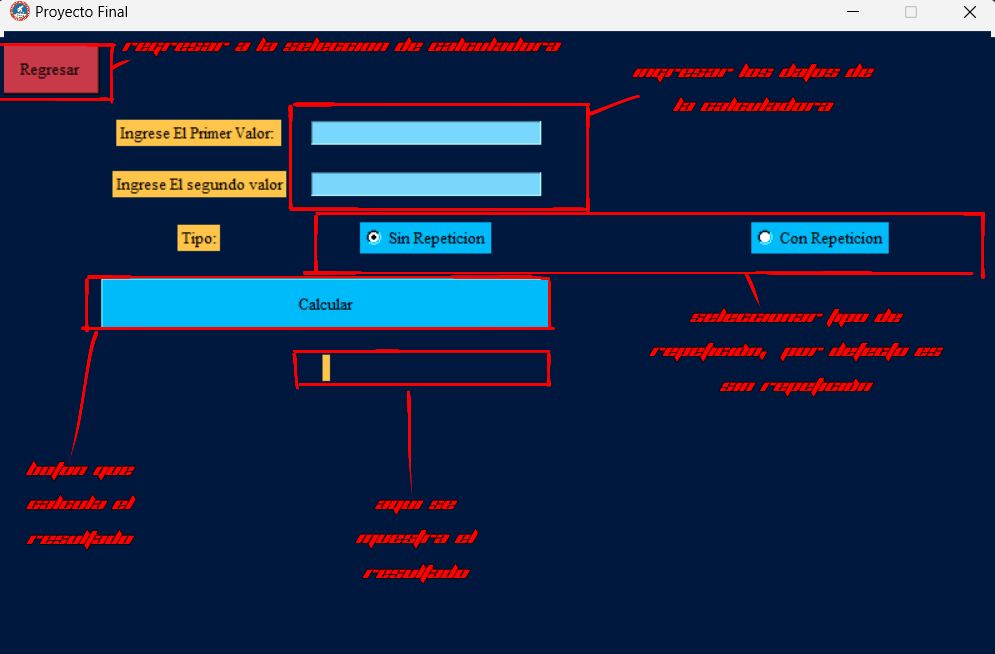 Proyecto Final
Regresar
regresar a la seleccion de calculadora
ingresar los datos de
la calculadora
Ingrese El Primer Valor:
Ingrese El segundo valor
Tipo:
Sin Repeticion
Con Repeticion
Calcular
seleccionar tipo de
repetición, por defecto es
sin repetición
boton que
calcula el
resultado
aqui se
muestra el
resultado